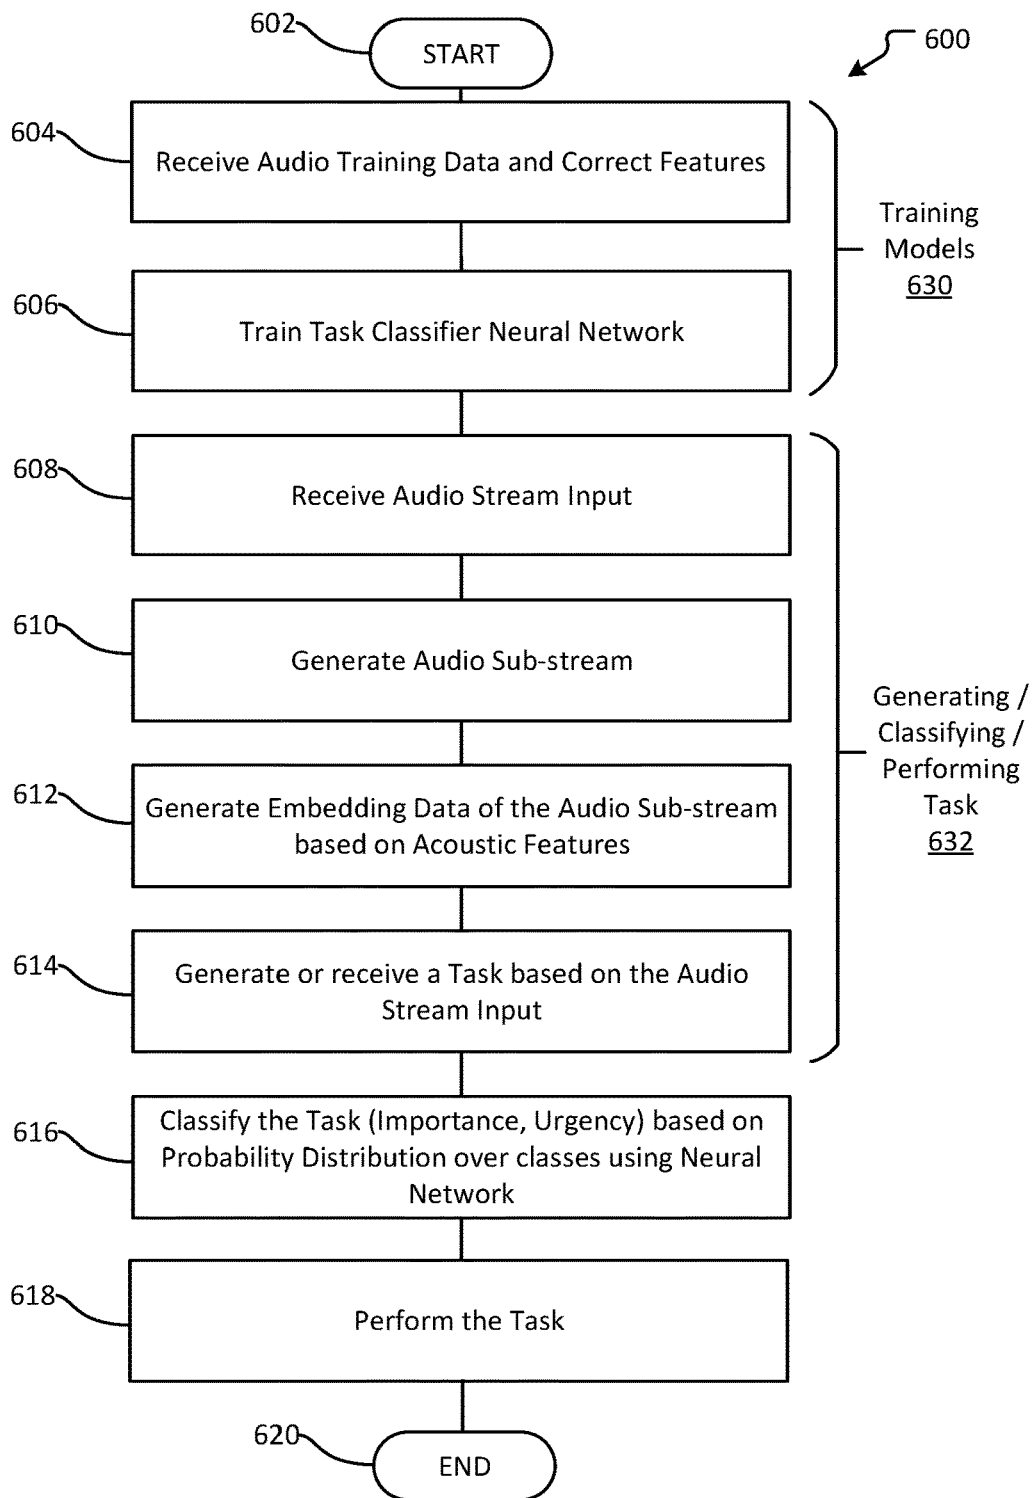 602
START
600
604
Receive Audio Training Data and Correct Features
Training
Models
630
606
Train Task Classifier Neural Network
608
Receive Audio Stream Input
610
Generate Audio Sub-stream
Generating /
Classifying /
Performing
Task
632
612
Generate Embedding Data of the Audio Sub-stream
based on Acoustic Features
614
Generate or receive a Task based on the Audio
Stream Input
616
Classify the Task (Importance, Urgency) based on
Probability Distribution over classes using Neural
Network
618
Perform the Task
620
END